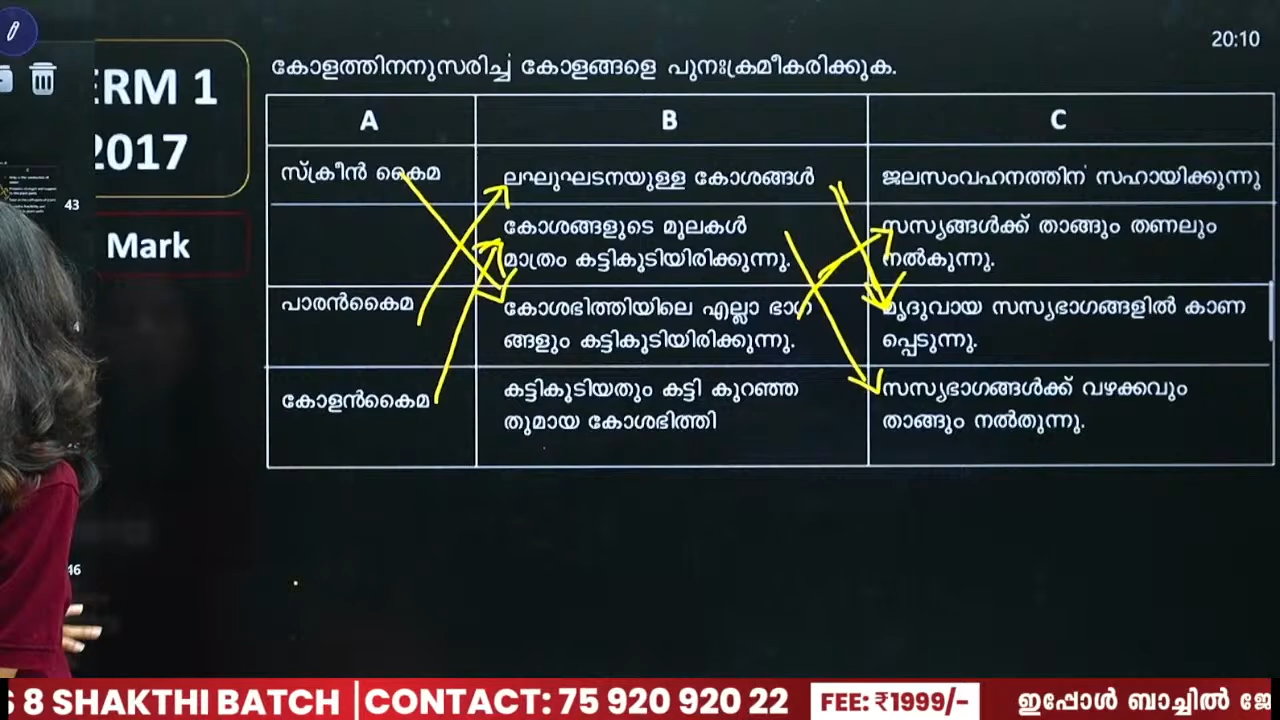 20:10
ERM 1
2017
Mark
43
46
കോളത്തിനനുസരിച്ച് കോളങ്ങളെ പുനഃക്രമീകരിക്കുക.
A B C
സ്ക്രീൻ കൈമ ലഘുഘടനയുള്ള കോശങ്ങൾ ജലസംവഹനത്തിന് സഹായിക്കുന്നു
കോശങ്ങളുടെ മൂലകൾ സസ്യങ്ങൾക്ക് താങ്ങും തണലും
മാത്രം കട്ടികൂടിയിരിക്കുന്നു. നൽകുന്നു.
പാരൻകൈമ കോശഭിത്തിയിലെ എല്ലാ ഭാഗ മൃദുവായ സസ്യഭാഗങ്ങളിൽ കാണ
ങ്ങളും കട്ടികൂടിയിരിക്കുന്നു. പ്പെടുന്നു.
കോളൻകൈമ കട്ടികൂടിയതും കട്ടി കുറഞ്ഞ സസ്യഭാഗങ്ങൾക്ക് വഴക്കവും
തുമായ കോശഭിത്തി താങ്ങും നൽതുന്നു.
S 8 SHAKTHI BATCH CONTACT: 75 920 920 22 FEE: ₹1999/- ഇപ്പോൾ ബാച്ചിൽ ജോ